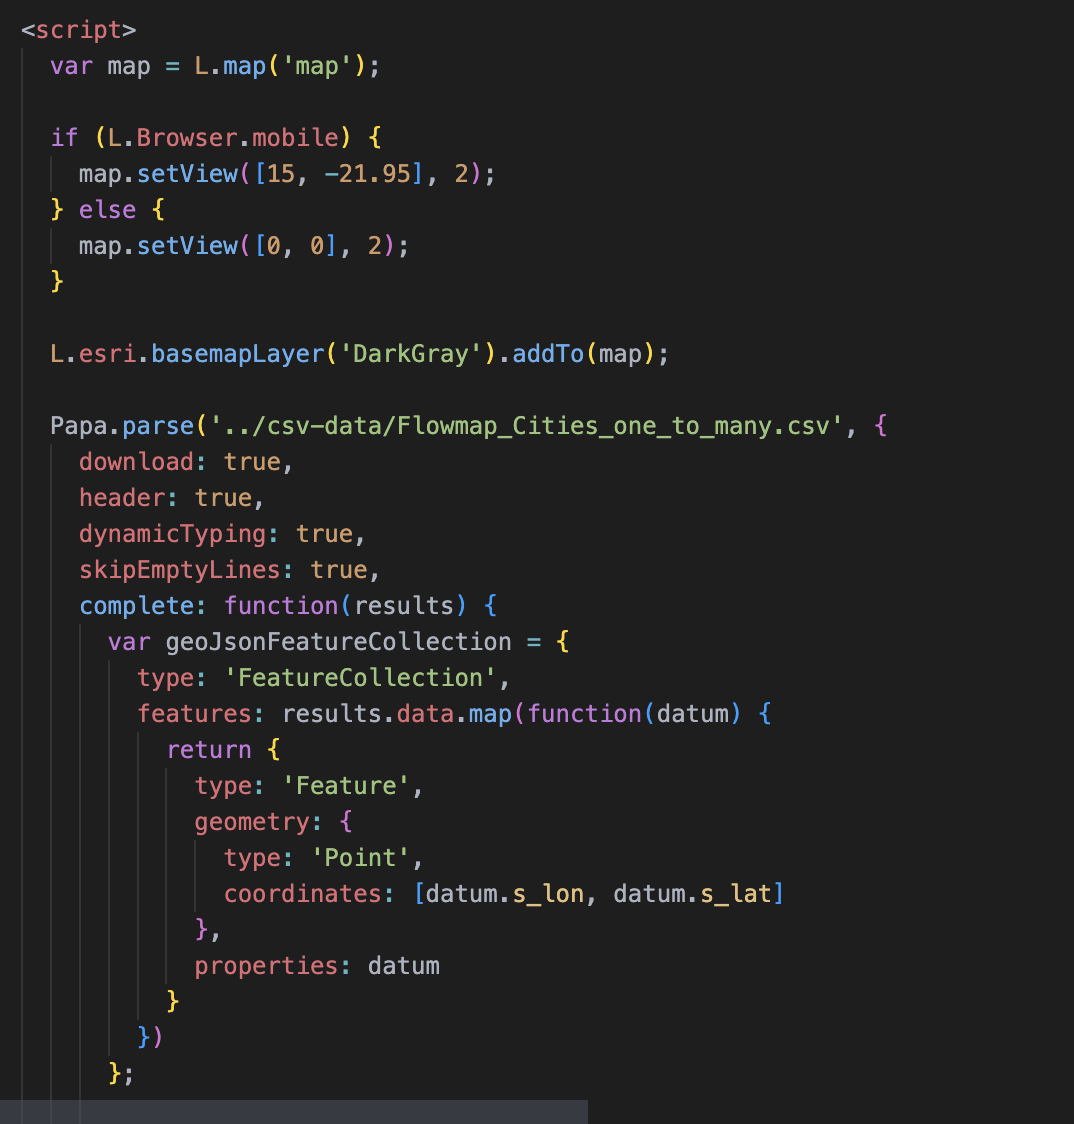 <script>
var map = L.map('map');
if (L.Browser.mobile) {
map.setView([15, -21.95], 2);
} else {
map.setView([0, 0], 2);
}
L.esri.basemapLayer('DarkGray').addTo(map);
Papa.parse('../csv-data/Flowmap_Cities_one_to_many.csv', {
download: true,
header: true,
dynamicTyping: true,
skipEmptyLines: true,
complete: function(results) {
var geoJsonFeatureCollection = {
type: 'FeatureCollection',
features: results.data.map(function(datum) {
return {
type: 'Feature',
geometry: {
type: 'Point',
coordinates: [datum.s_lon, datum.s_lat]
},
properties: datum
}
})
};